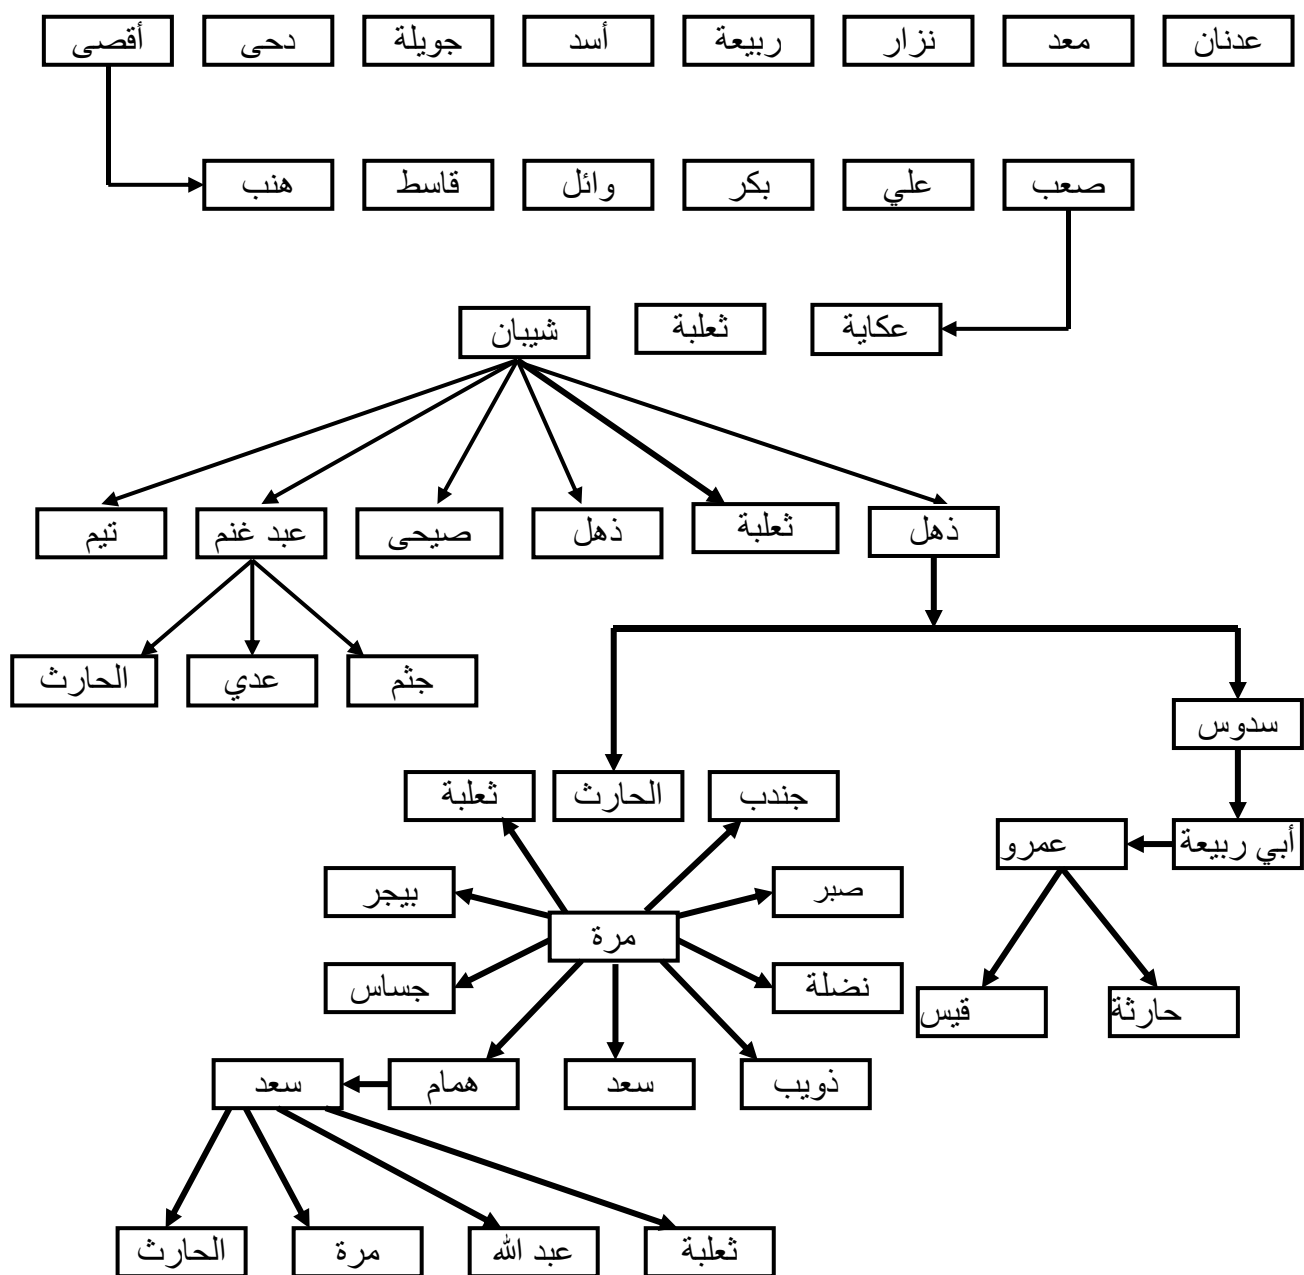 عدنان
معد
نزار
ربيعة
أسد
جويلة
دحى
أقصى
هنب
قاسط
وائل
بكر
علي
صعب
عكاية
ثعلبة
شيبان
ذهل
ثعلبة
ذهل
صيحى
عبد غنم
تيم
جثم
عدي
الحارث
سدوس
جندب
الحارث
ثعلبة
أبي ربيعة
عمرو
صبر
بيجر
مرة
نضلة
جساس
حارثة
قيس
ذويب
سعد
همام
سعد
ثعلبة
عبد الله
مرة
الحارث